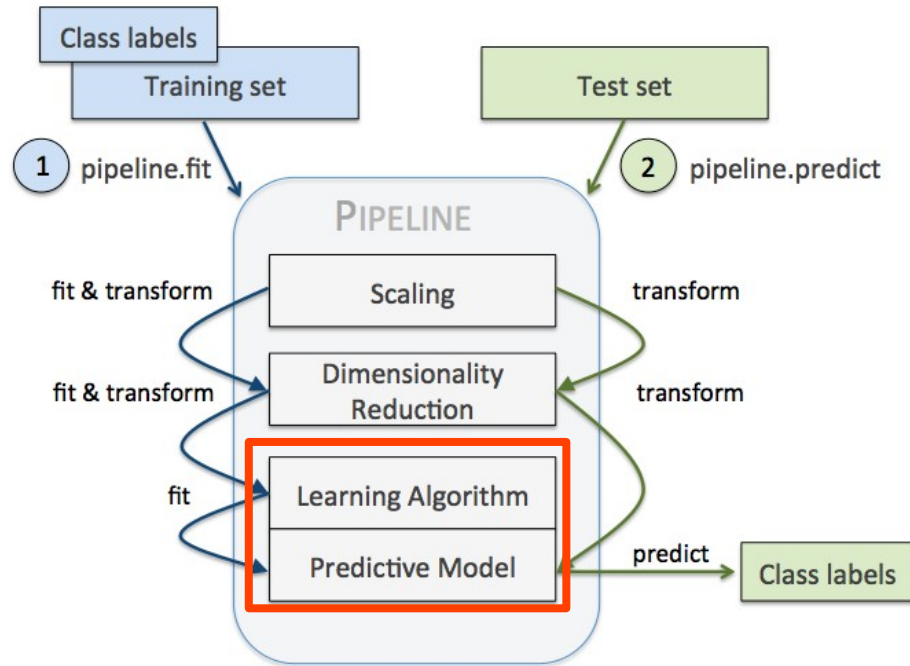 Class labels
Training set
Test set
1
pipeline.fit
2
pipeline.predict
PIPELINE
fit & transform
Scaling
transform
fit & transform
Dimensionality
Reduction
transform
fit
Learning Algorithm
Predictive Model
predict
Class labels